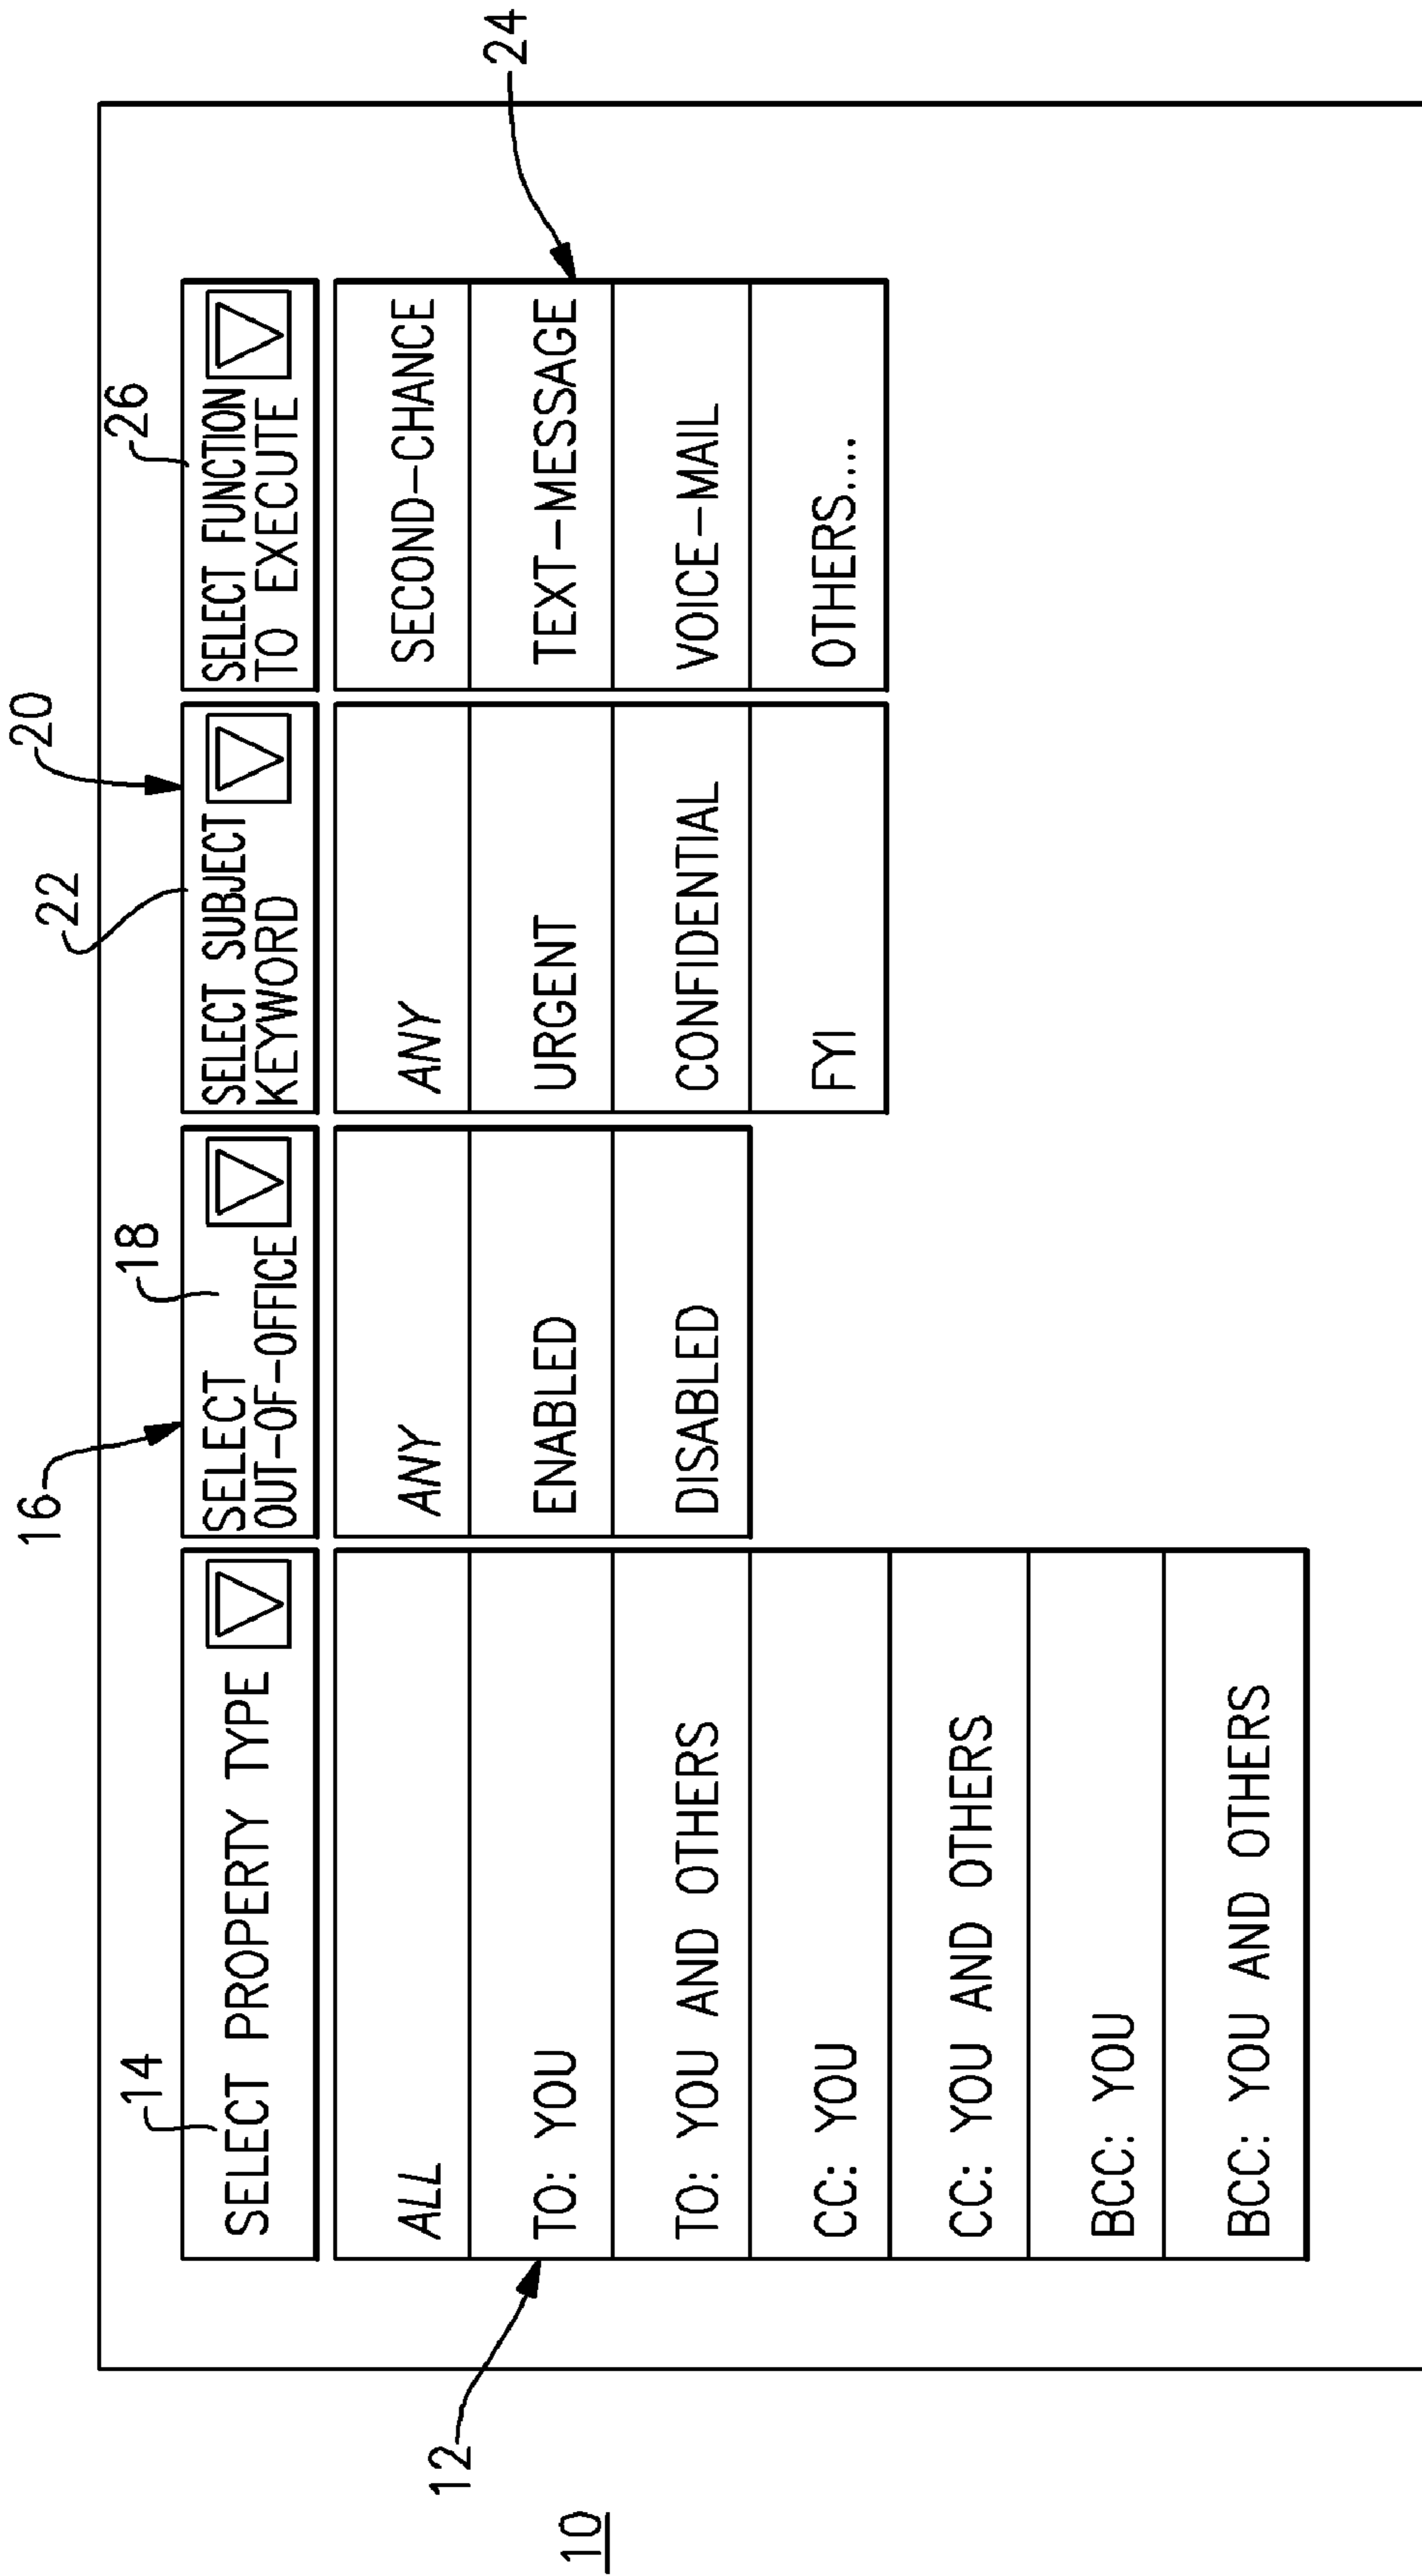 10
12
14
16
18
20
22
24
26
SELECT PROPERTY TYPE
ALL
TO: YOU
TO: YOU AND OTHERS
CC: YOU
CC: YOU AND OTHERS
BCC: YOU
BCC: YOU AND OTHERS
SELECT
OUT-OF-OFFICE
ANY
ENABLED
DISABLED
SELECT SUBJECT
KEYWORD
ANY
URGENT
CONFIDENTIAL
FYI
SELECT FUNCTION
TO EXECUTE
SECOND-CHANCE
TEXT-MESSAGE
VOICE-MAIL
OTHERS....